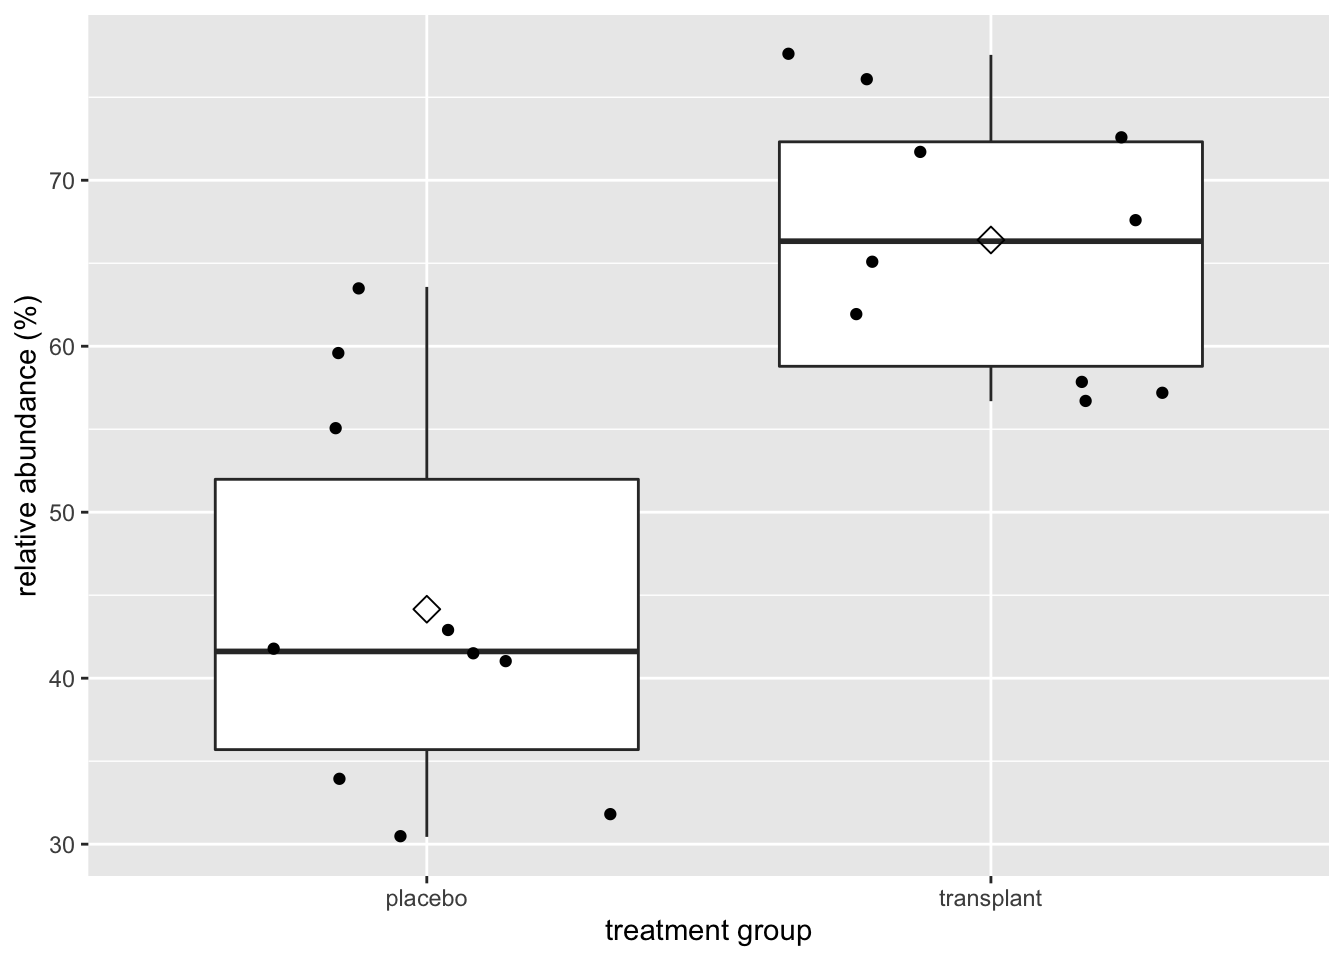 relative abundance (%)
70
60
50
40
30
placebo
transplant
treatment group